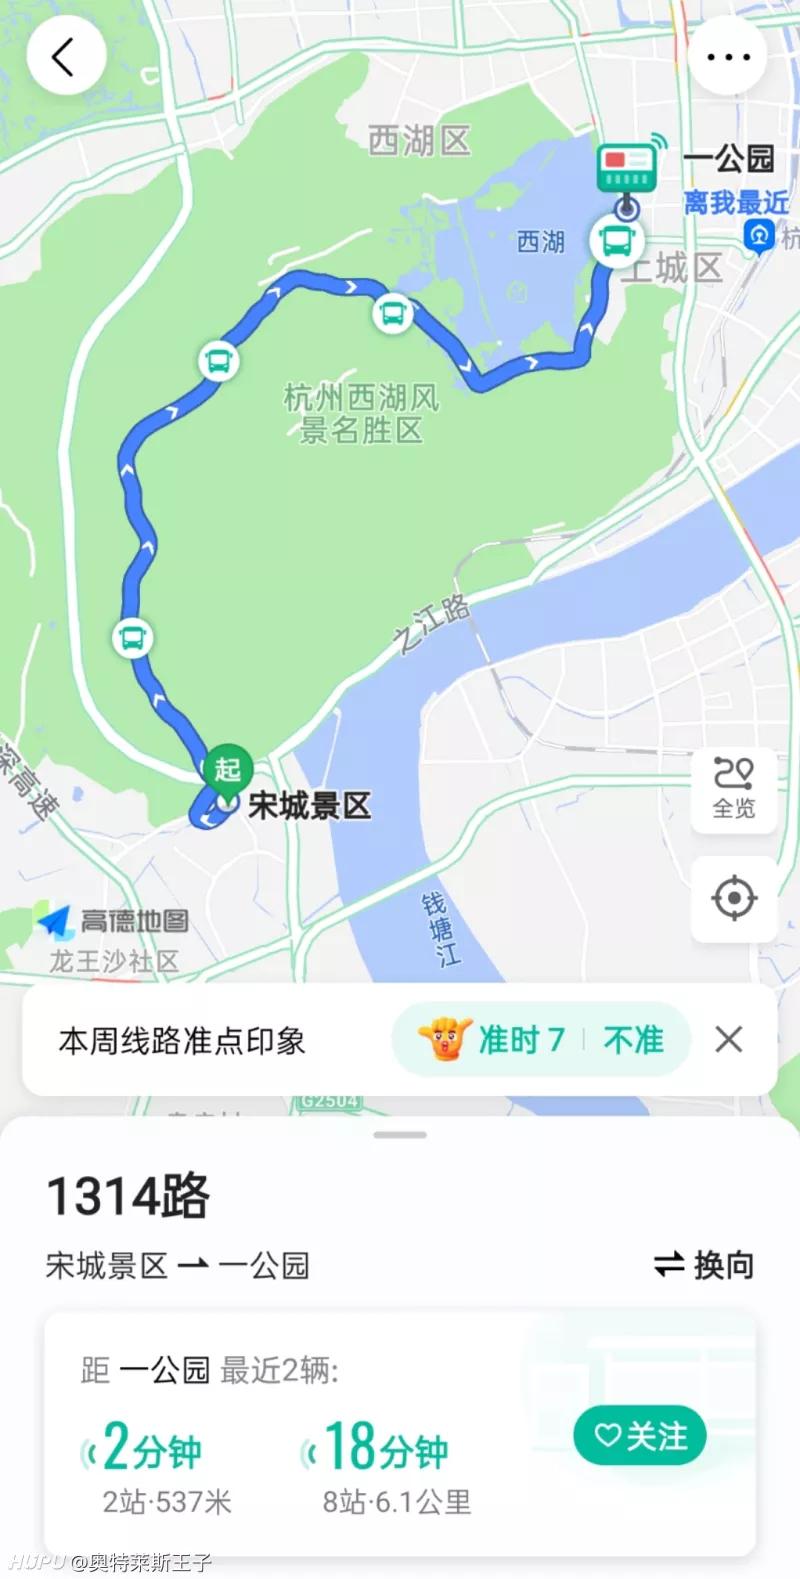 西湖区
一公园
离我最近
杭
西湖
上城区
杭州西湖风
景名胜区
之江路
起
宋城景区
深高速
全览
钱塘江
高德地图
龙王沙社区
本周线路准点印象
准时 7
不准
G2504
1314路
宋城景区
一公园
换向
距 一公园 最近2辆:
2分钟
18分钟
关注
2站·537米
8站·6.1公里
HUPU @奥特莱斯王子